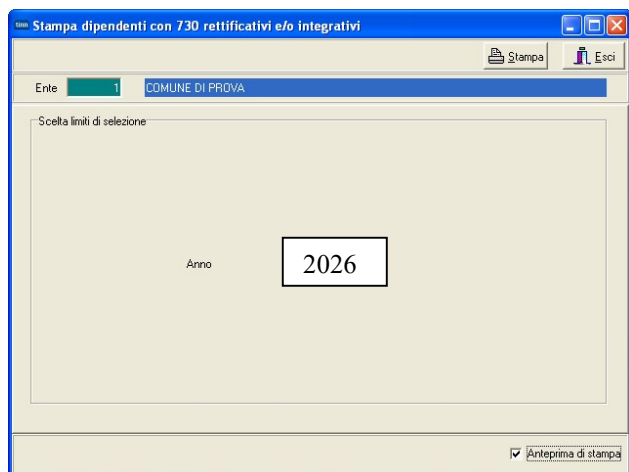 Stampa dipendenti con 730 rettificativi e/o integrativi
Stampa Esci
Ente 1 COMUNE DI PROVA
Scelta limiti di selezione
Anno 2026
Anteprima di stampa